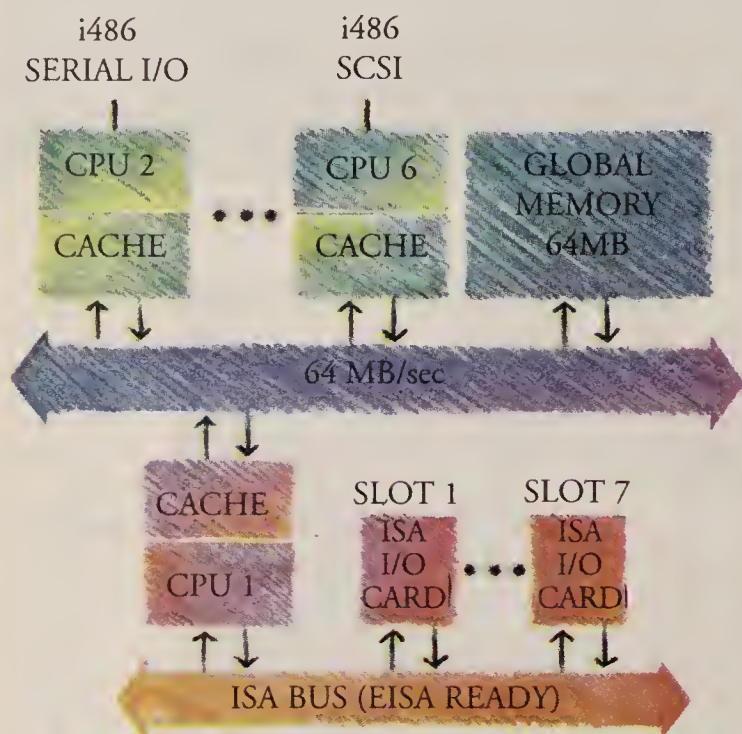 i486
SERIAL I/O
i486
SCSI
CPU 2
CACHE
CPU 6
CACHE
GLOBAL
MEMORY
64MB
64 MB/sec
CACHE
CPU 1
SLOT 1
ISA
I/O
CARD
SLOT 7
ISA
I/O
CARD
ISA BUS (EISA READY)